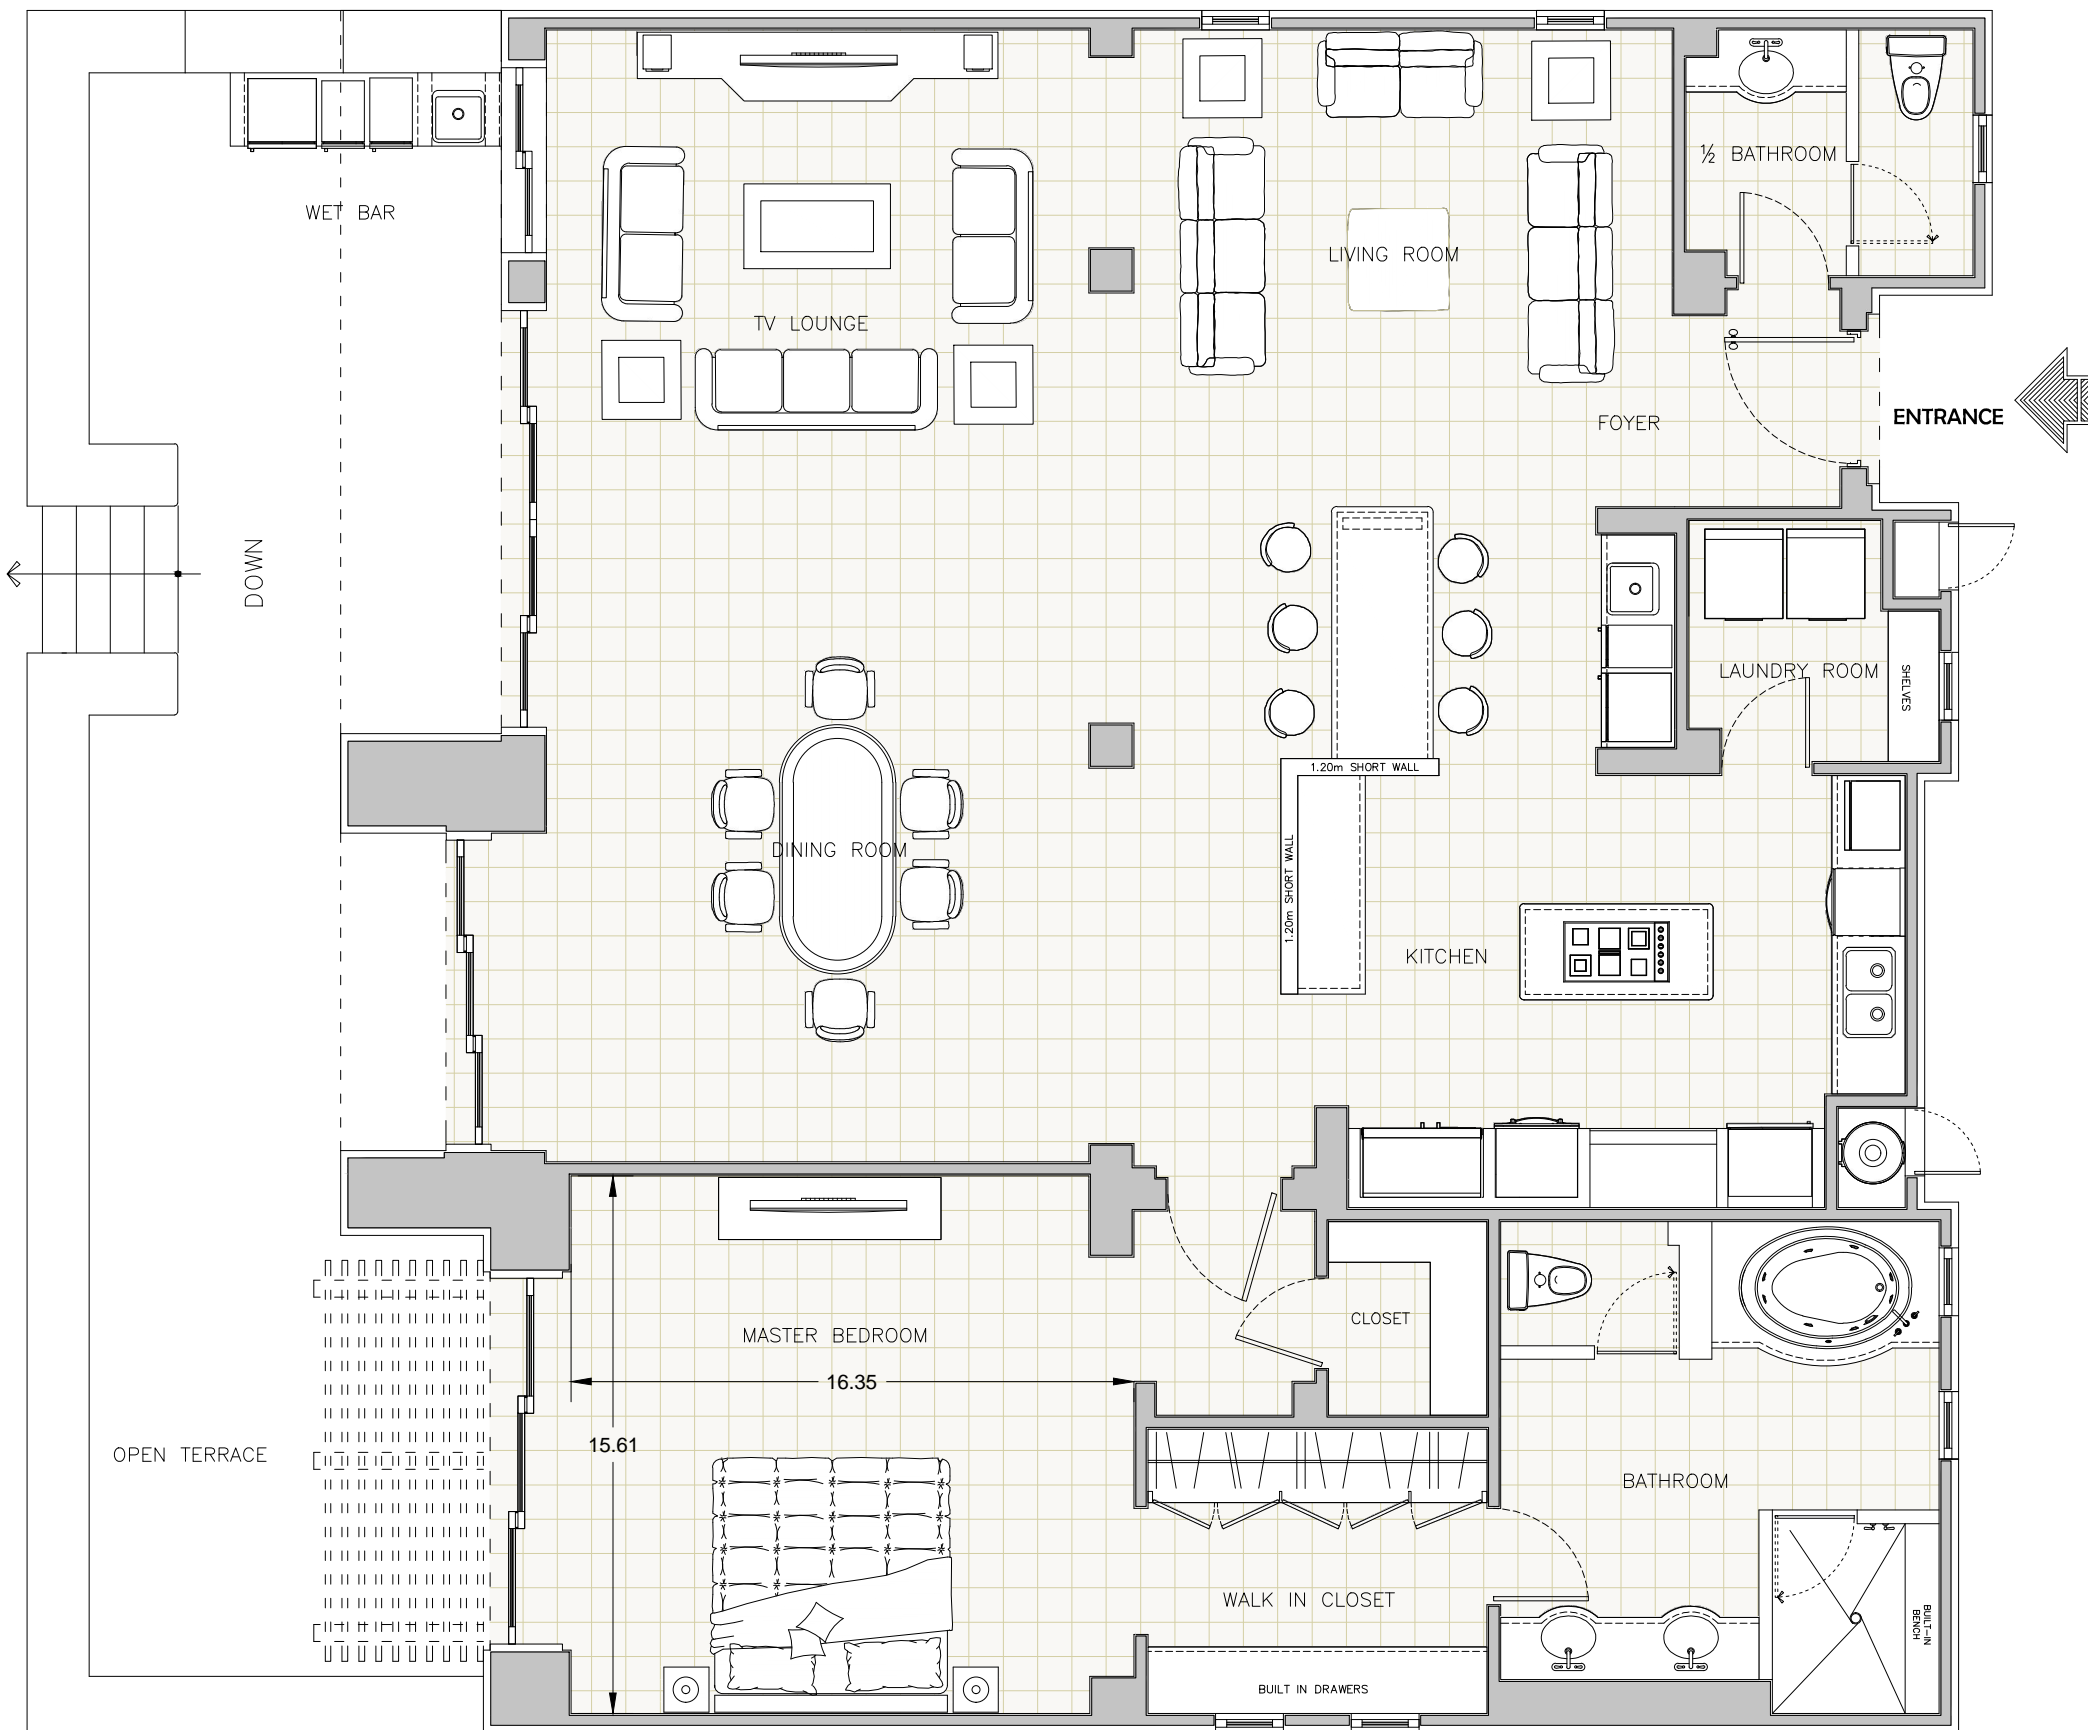 ½ BATHROOM
WET BAR
LIVING ROOM
TV LOUNGE
FOYER
ENTRANCE
DOWN
LAUNDRY ROOM
SHELVES
1.20m SHORT WALL
DINING ROOM
1.20m SHORT WALL
KITCHEN
CLOSET
MASTER BEDROOM
16.35
15.61
OPEN TERRACE
BATHROOM
WALK IN CLOSET
BUILT-IN
BENCH
BUILT IN DRAWERS